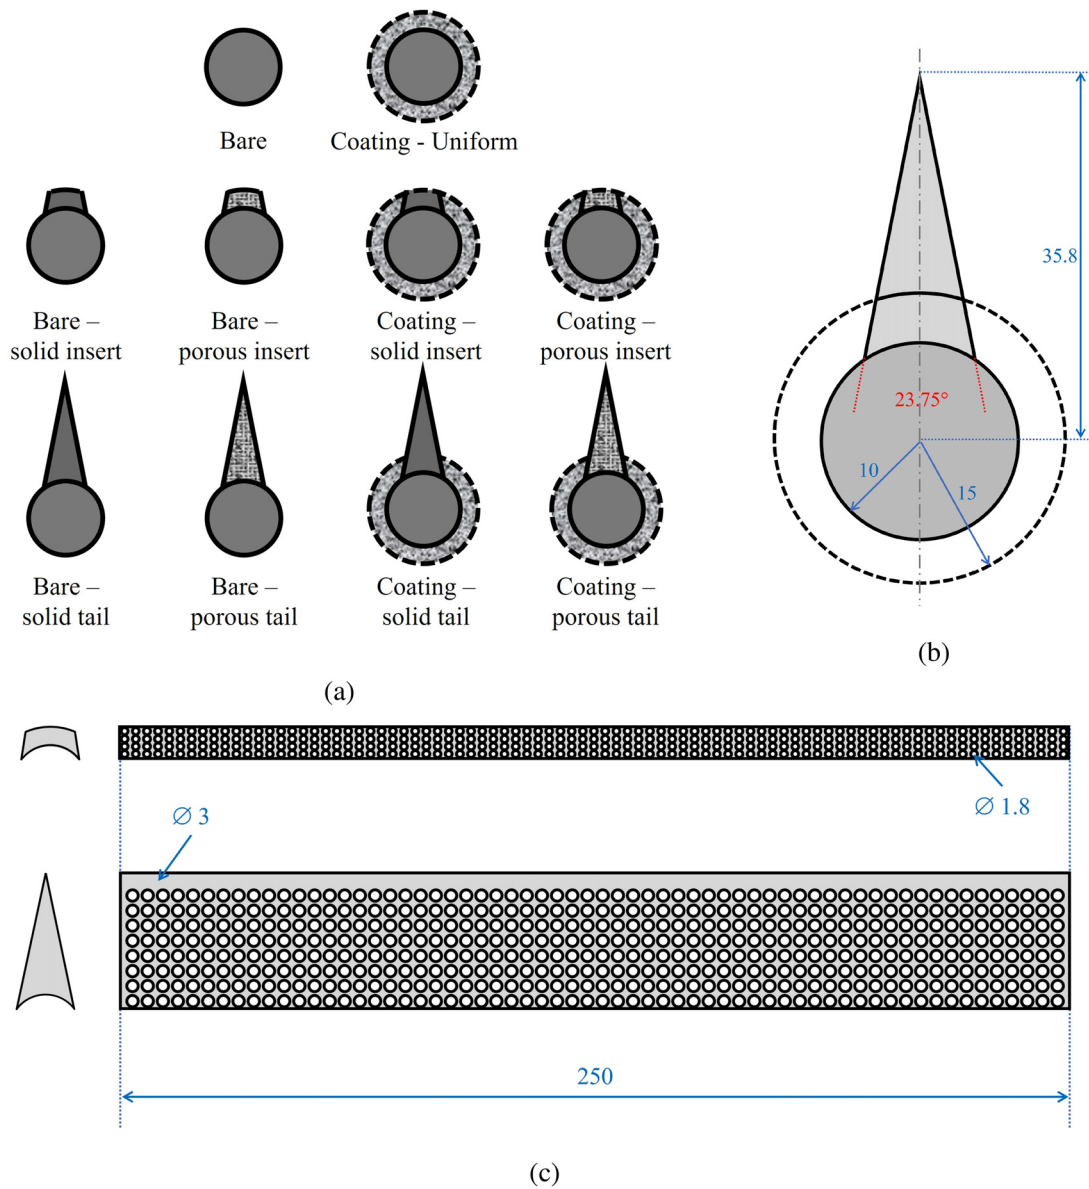 Bare
Coating - Uniform
Bare –
solid insert
Bare –
porous insert
Coating –
solid insert
Coating –
porous insert
Bare –
solid tail
Bare –
porous tail
Coating –
solid tail
Coating –
porous tail
(a)
35.8
23.75°
10
15
(b)
∅ 1.8
∅ 3
250
(c)